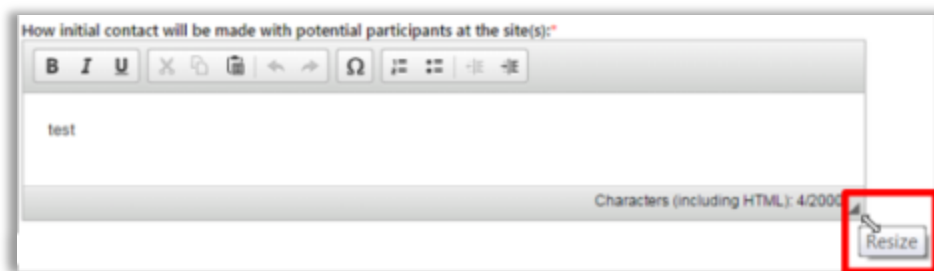 How initial contact will be made with potential participants at the site(s):*
B I U Ω
test
Characters (including HTML): 4/2000
Resize